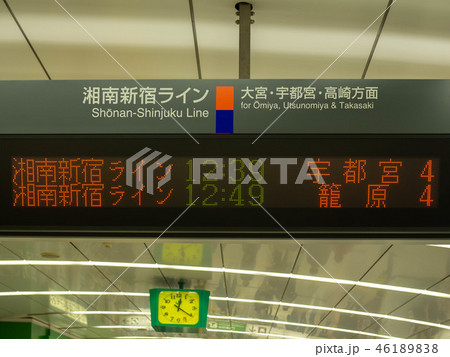 湘南新宿ライン
Shōnan-Shinjuku Line
大宮・宇都宮・高崎方面
for Ōmiya, Utsunomiya & Takasaki
湘南新宿ライン 宇都宮 4
湘南新宿ライン 12:49 籠原 4
PIXTA
pixta.jp - 46189838